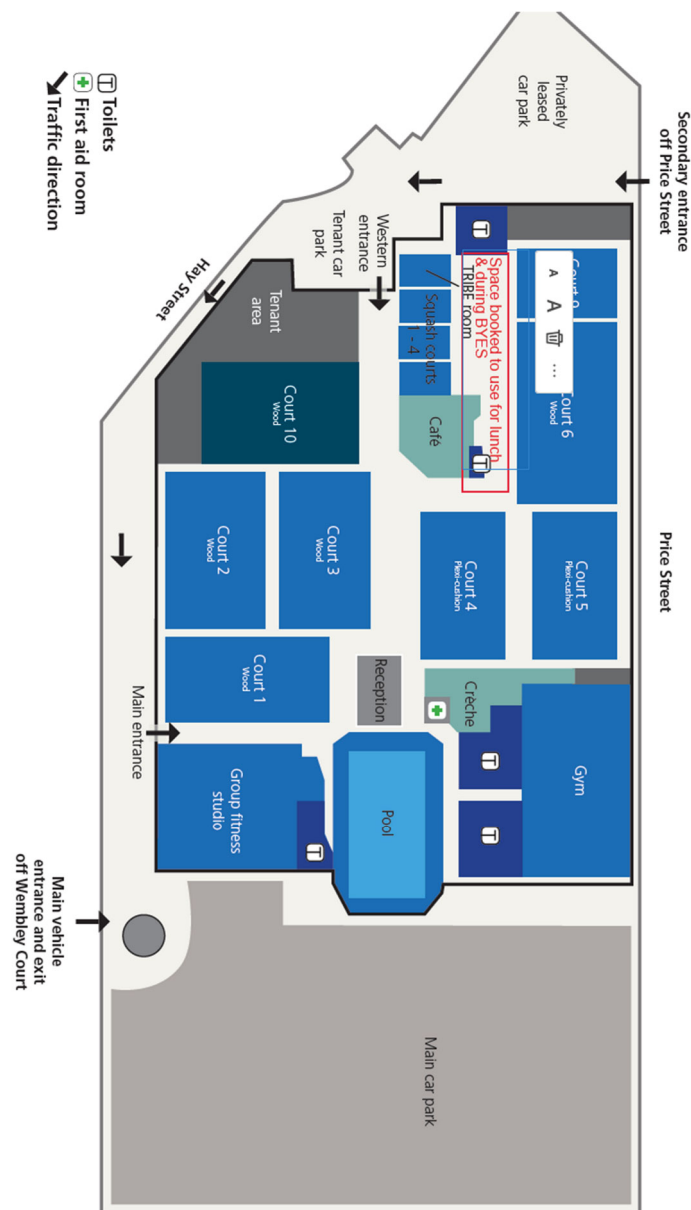 Secondary entrance
off Price Street
Privately
leased
car park
T Toilets
First aid room
Traffic direction
Western
entrance
Tenant car
park
Hay Street
T
Space booked to use for lunch
& during BYES
TRIBE room
Squash courts
1 - 4
A A ...
Court 6
Wood
Tenant
area
Court 10
Wood
Café
T
Price Street
Court 2
Wood
Court 3
Wood
Court 4
Plexi-cushion
Court 5
Plexi-cushion
Court 1
Wood
Reception
Crèche
Main entrance
Gym
T
T
Group fitness
studio
T
Pool
Main vehicle
entrance and exit
off Wembley Court
Main car park